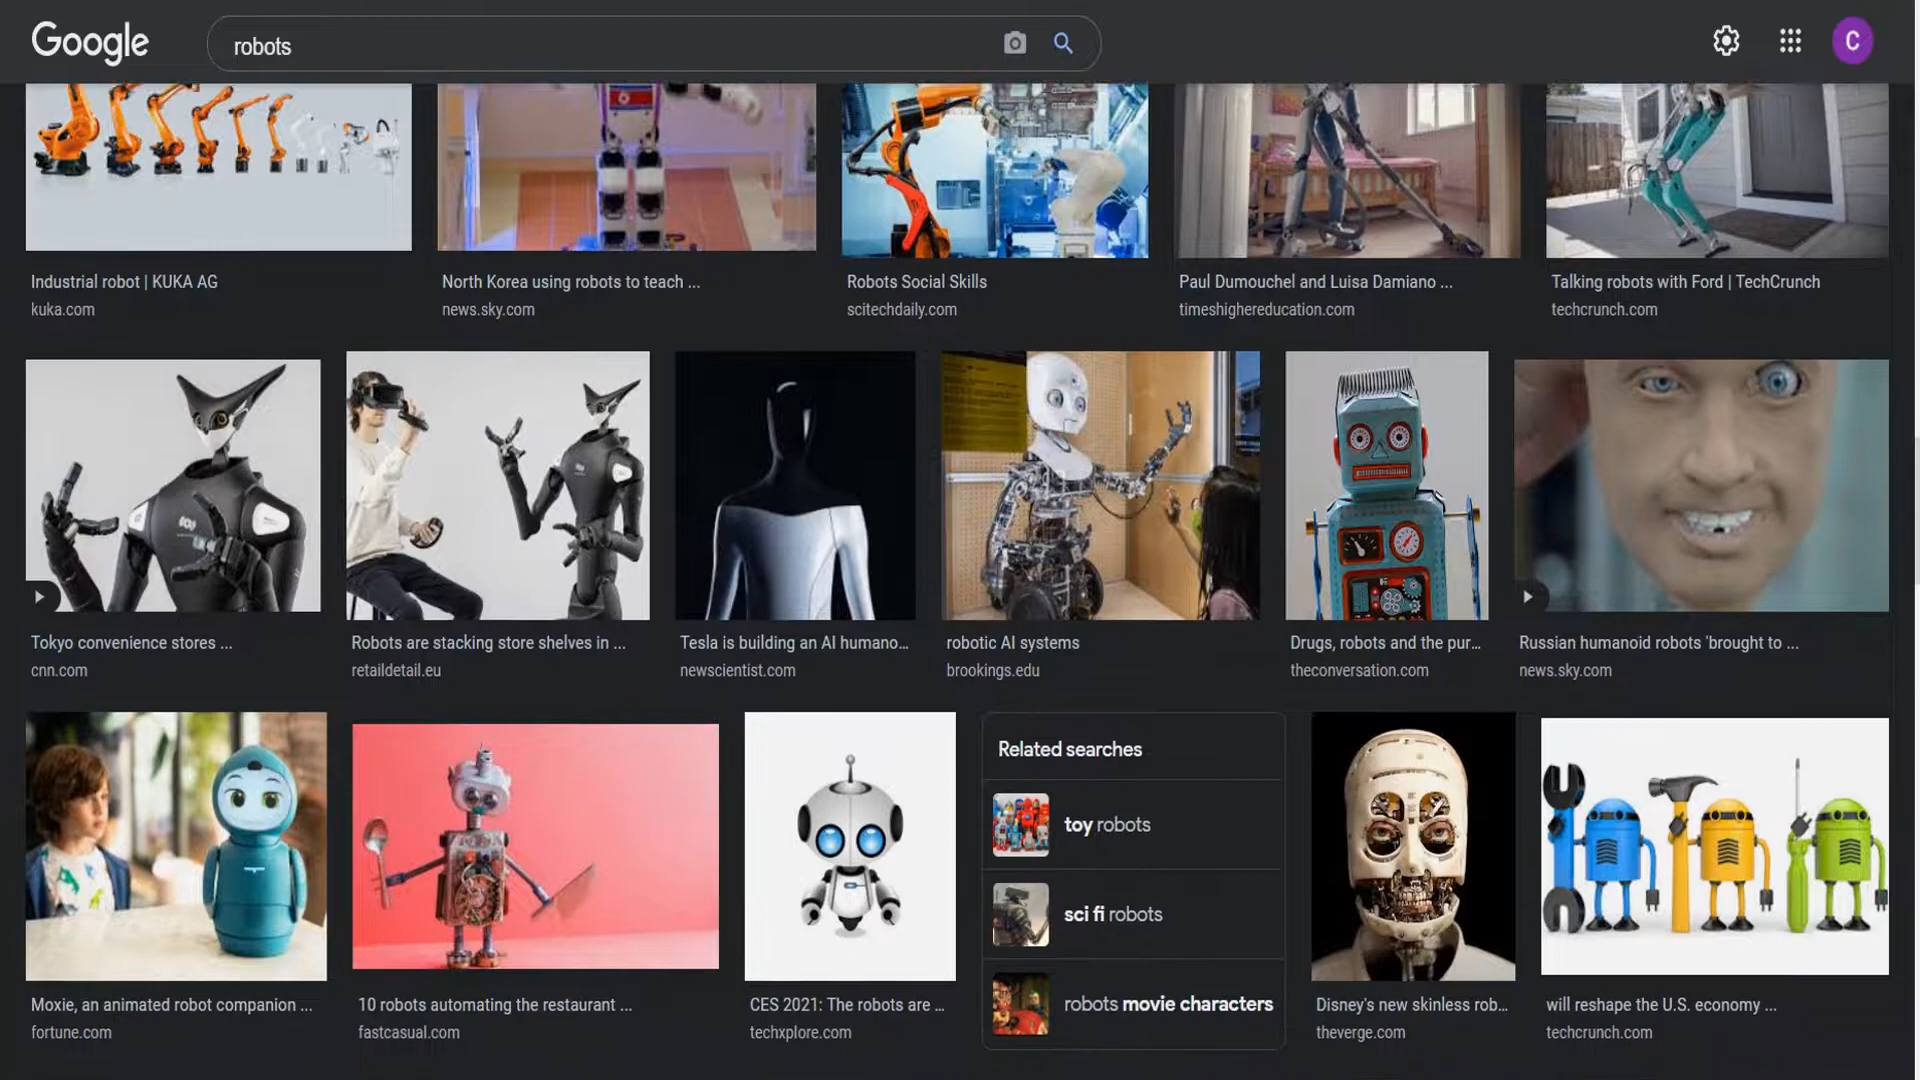 Google
robots
C
Industrial robot | KUKA AG
kuka.com
North Korea using robots to teach ...
news.sky.com
Robots Social Skills
scitechdaily.com
Paul Dumouchel and Luisa Damiano ...
timeshighereducation.com
Talking robots with Ford | TechCrunch
techcrunch.com
Tokyo convenience stores ...
cnn.com
Robots are stacking store shelves in ...
retaildetail.eu
Tesla is building an AI humano...
newscientist.com
robotic AI systems
brookings.edu
Drugs, robots and the pur...
theconversation.com
Russian humanoid robots 'brought to ...
news.sky.com
Moxie, an animated robot companion ...
fortune.com
10 robots automating the restaurant ...
fastcasual.com
CES 2021: The robots are ...
techxplore.com
Related searches
toy robots
sci fi robots
robots movie characters
Disney's new skinless rob...
theverge.com
will reshape the U.S. economy ...
techcrunch.com